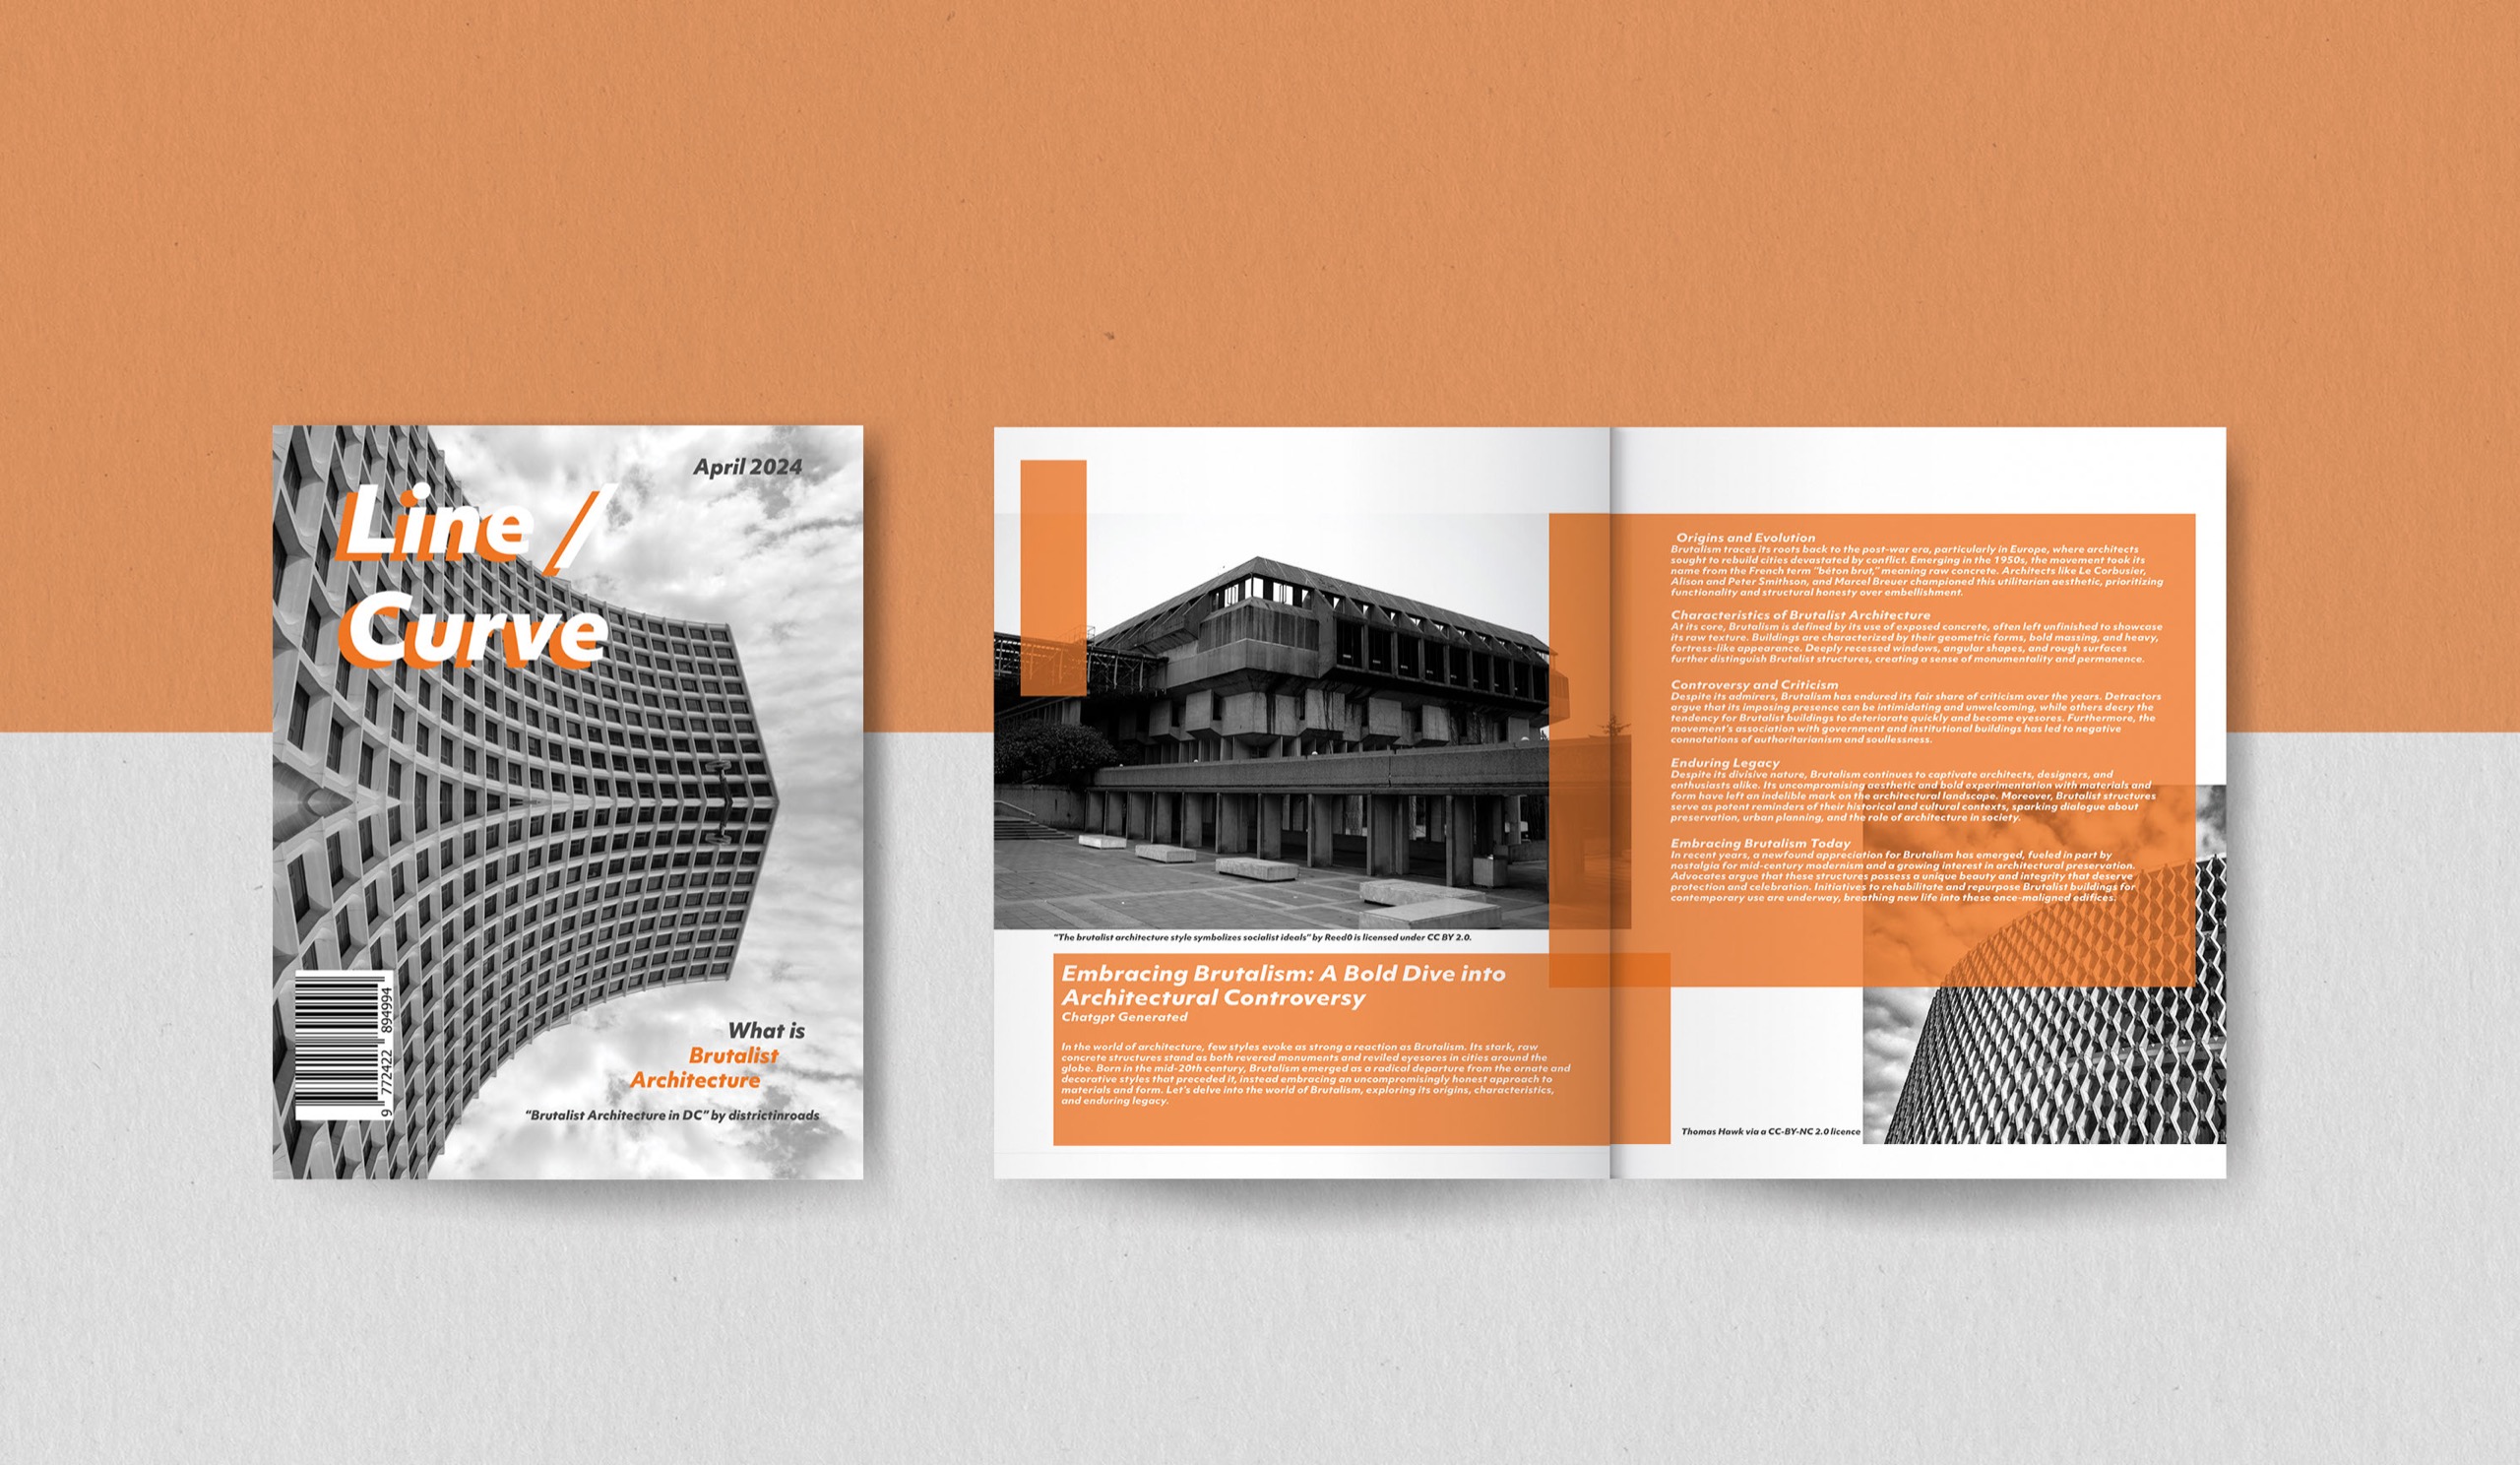 April 2024
Line /
Curve
9 772422 894994
What is
Brutalist
Architecture
"Brutalist Architecture in DC" by districtinroads
"The brutalist architecture style symbolizes socialist ideals" by Reed0 is licensed under CC BY 2.0.
Embracing Brutalism: A Bold Dive into
Architectural Controversy
Chatgpt Generated
In the world of architecture, few styles evoke as strong a reaction as Brutalism. Its stark, raw
concrete structures stand as both revered monuments and reviled eyesores in cities around the
globe. Born in the mid-20th century, Brutalism emerged as a radical departure from the ornate and
decorative styles that preceded it, instead embracing an uncompromisingly honest approach to
materials and form. Let's delve into the world of Brutalism, exploring its origins, characteristics,
and enduring legacy.
Origins and Evolution
Brutalism traces its roots back to the post-war era, particularly in Europe, where architects
sought to rebuild cities devastated by conflict. Emerging in the 1950s, the movement took its
name from the French term "béton brut," meaning raw concrete. Architects like Le Corbusier,
Alison and Peter Smithson, and Marcel Breuer championed this utilitarian aesthetic, prioritizing
functionality and structural honesty over embellishment.
Characteristics of Brutalist Architecture
At its core, Brutalism is defined by its use of exposed concrete, often left unfinished to showcase
its raw texture. Buildings are characterized by their geometric forms, bold massing, and heavy,
fortress-like appearance. Deeply recessed windows, angular shapes, and rough surfaces
further distinguish Brutalist structures, creating a sense of monumentality and permanence.
Controversy and Criticism
Despite its admirers, Brutalism has endured its fair share of criticism over the years. Detractors
argue that its imposing presence can be intimidating and unwelcoming, while others decry the
tendency for Brutalist buildings to deteriorate quickly and become eyesores. Furthermore, the
movement's association with government and institutional buildings has led to negative
connotations of authoritarianism and soullessness.
Enduring Legacy
Despite its divisive nature, Brutalism continues to captivate architects, designers, and
enthusiasts alike. Its uncompromising aesthetic and bold experimentation with materials and
form have left an indelible mark on the architectural landscape. Moreover, Brutalist structures
serve as potent reminders of their historical and cultural contexts, sparking dialogue about
preservation, urban planning, and the role of architecture in society.
Embracing Brutalism Today
In recent years, a newfound appreciation for Brutalism has emerged, fueled in part by
nostalgia for mid-century modernism and a growing interest in architectural preservation.
Advocates argue that these structures possess a unique beauty and integrity that deserve
protection and celebration. Initiatives to rehabilitate and repurpose Brutalist buildings for
contemporary use are underway, breathing new life into these once-maligned edifices.
Thomas Hawk via a CC-BY-NC 2.0 licence